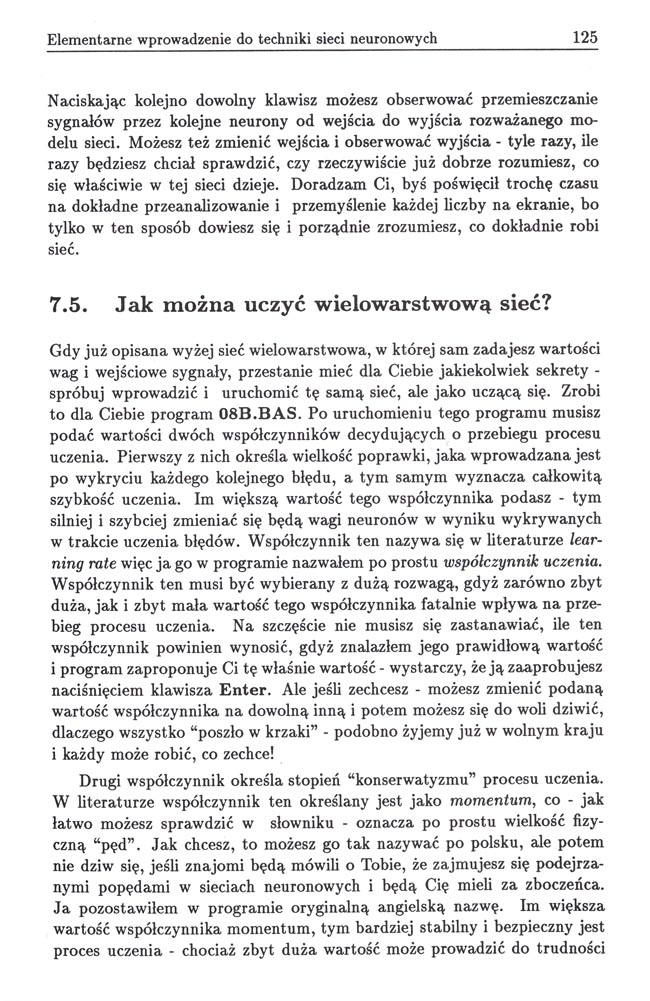 Elementarne wprowadzenie do techniki sieci neuronowych 125
Naciskając kolejno dowolny klawisz możesz obserwować przemieszczanie
sygnałów przez kolejne neurony od wejścia do wyjścia rozważanego mo-
delu sieci. Możesz też zmienić wejścia i obserwować wyjścia - tyle razy, ile
razy będziesz chciał sprawdzić, czy rzeczywiście już dobrze rozumiesz, co
się właściwie w tej sieci dzieje. Doradzam Ci, byś poświęcił trochę czasu
na dokładne przeanalizowanie i przemyślenie każdej liczby na ekranie, bo
tylko w ten sposób dowiesz się i porządnie zrozumiesz, co dokładnie robi
sieć.
7.5. Jak można uczyć wielowarstwową sieć?
Gdy już opisana wyżej sieć wielowarstwowa, w której sam zadajesz wartości
wag i wejściowe sygnały, przestanie mieć dla Ciebie jakiekolwiek sekrety -
spróbuj wprowadzić i uruchomić tę samą sieć, ale jako uczącą się. Zrobi
to dla Ciebie program 08B.BAS. Po uruchomieniu tego programu musisz
podać wartości dwóch współczynników decydujących o przebiegu procesu
uczenia. Pierwszy z nich określa wielkość poprawki, jaka wprowadzana jest
po wykryciu każdego kolejnego błędu, a tym samym wyznacza całkowitą
szybkość uczenia. Im większą wartość tego współczynnika podasz - tym
silniej i szybciej zmieniać się będą wagi neuronów w wyniku wykrywanych
w trakcie uczenia błędów. Współczynnik ten nazywa się w literaturze lear-
ning rate więc ja go w programie nazwałem po prostu współczynnik uczenia.
Współczynnik ten musi być wybierany z dużą rozwagą, gdyż zarówno zbyt
duża, jak i zbyt mała wartość tego współczynnika fatalnie wpływa na prze-
bieg procesu uczenia. Na szczęście nie musisz się zastanawiać, ile ten
współczynnik powinien wynosić, gdyż znalazłem jego prawidłową wartość
i program zaproponuje Ci tę właśnie wartość - wystarczy, że ją zaaprobujesz
naciśnięciem klawisza Enter. Ale jeśli zechcesz - możesz zmienić podaną
wartość współczynnika na dowolną inną i potem możesz się do woli dziwić,
dlaczego wszystko “poszło w krzaki” - podobno żyjemy już w wolnym kraju
i każdy może robić, co zechce!
Drugi współczynnik określa stopień “konserwatyzmu” procesu uczenia.
W literaturze współczynnik ten określany jest jako momentum, co - jak
łatwo możesz sprawdzić w słowniku - oznacza po prostu wielkość fizy-
czną “pęd”. Jak chcesz, to możesz go tak nazywać po polsku, ale potem
nie dziw się, jeśli znajomi będą mówili o Tobie, że zajmujesz się podejrza-
nymi popędami w sieciach neuronowych i będą Cię mieli za zboczeńca.
Ja pozostawiłem w programie oryginalną angielską nazwę. Im większa
wartość współczynnika momentum, tym bardziej stabilny i bezpieczny jest
proces uczenia - chociaż zbyt duża wartość może prowadzić do trudności